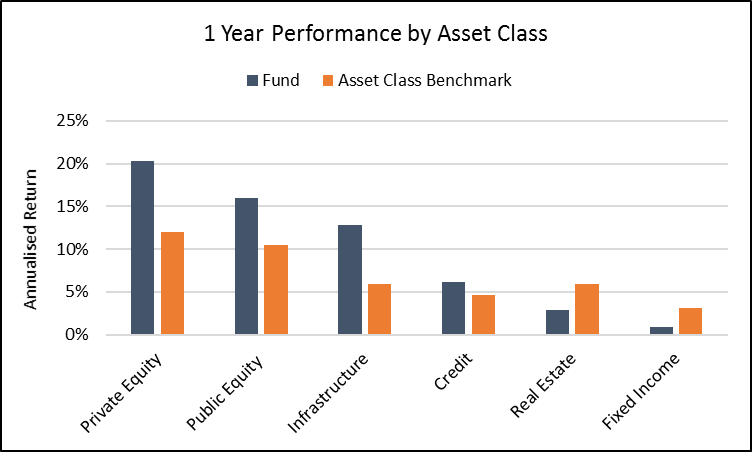 1 Year Performance by Asset Class
Fund
Asset Class Benchmark
Annualised Return
25%
20%
15%
10%
5%
0%
Private Equity
Public Equity
Infrastructure
Credit
Real Estate
Fixed Income